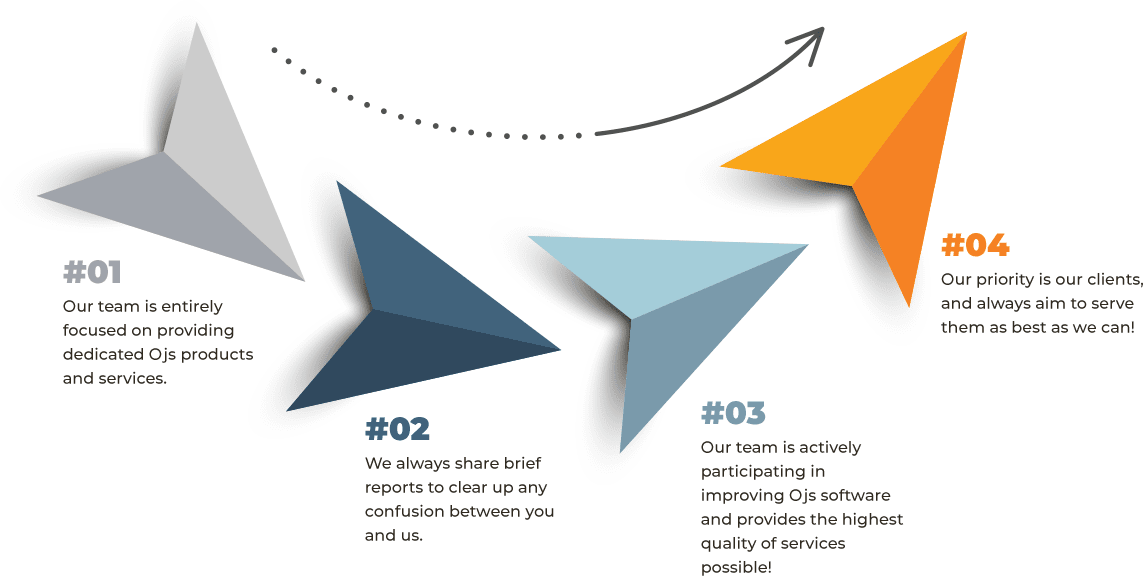 #01
Our team is entirely
focused on providing
dedicated Ojs products
and services.
#02
We always share brief
reports to clear up any
confusion between you
and us.
#03
Our team is actively
participating in
improving Ojs software
and provides the highest
quality of services
possible!
#04
Our priority is our clients,
and always aim to serve
them as best as we can!